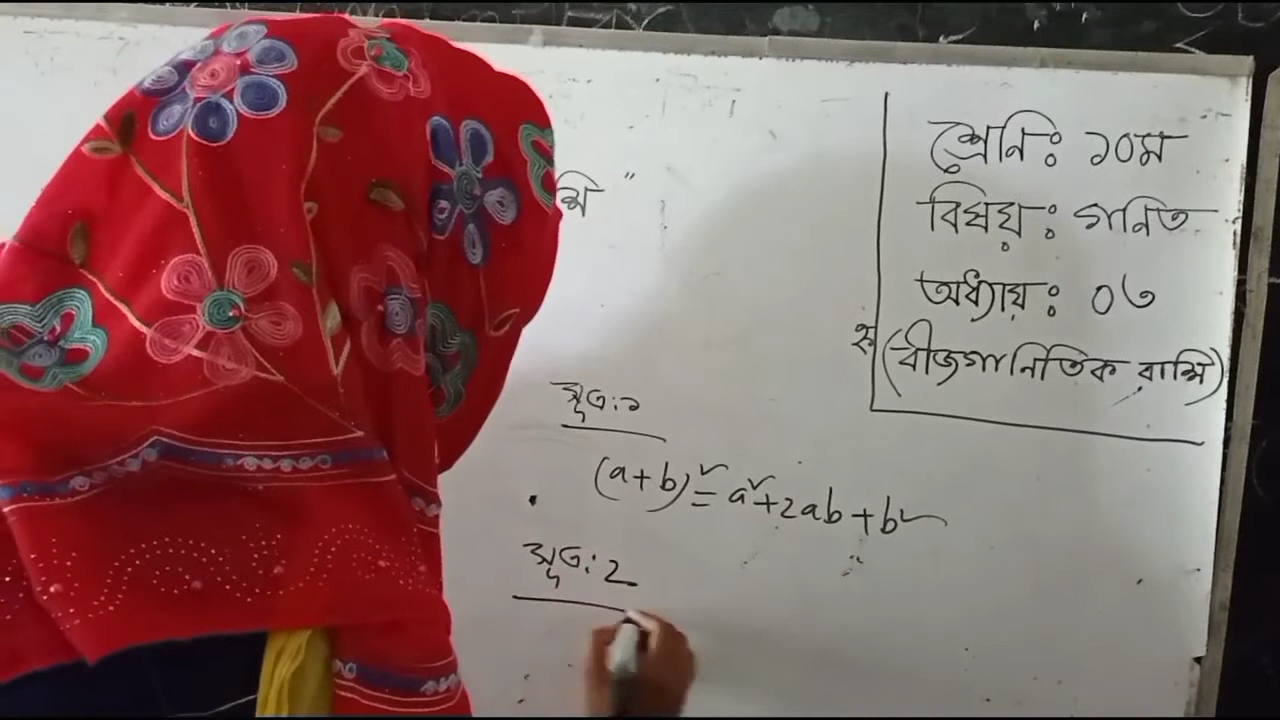 শ্রেনি: ১০ম
বিষয়: গনিত
অধ্যায়: ০৩
(বীজগানিতিক রাশি)
সূত্র: ১
(a+b)²=a²+2ab+b²
সূত্র: 2